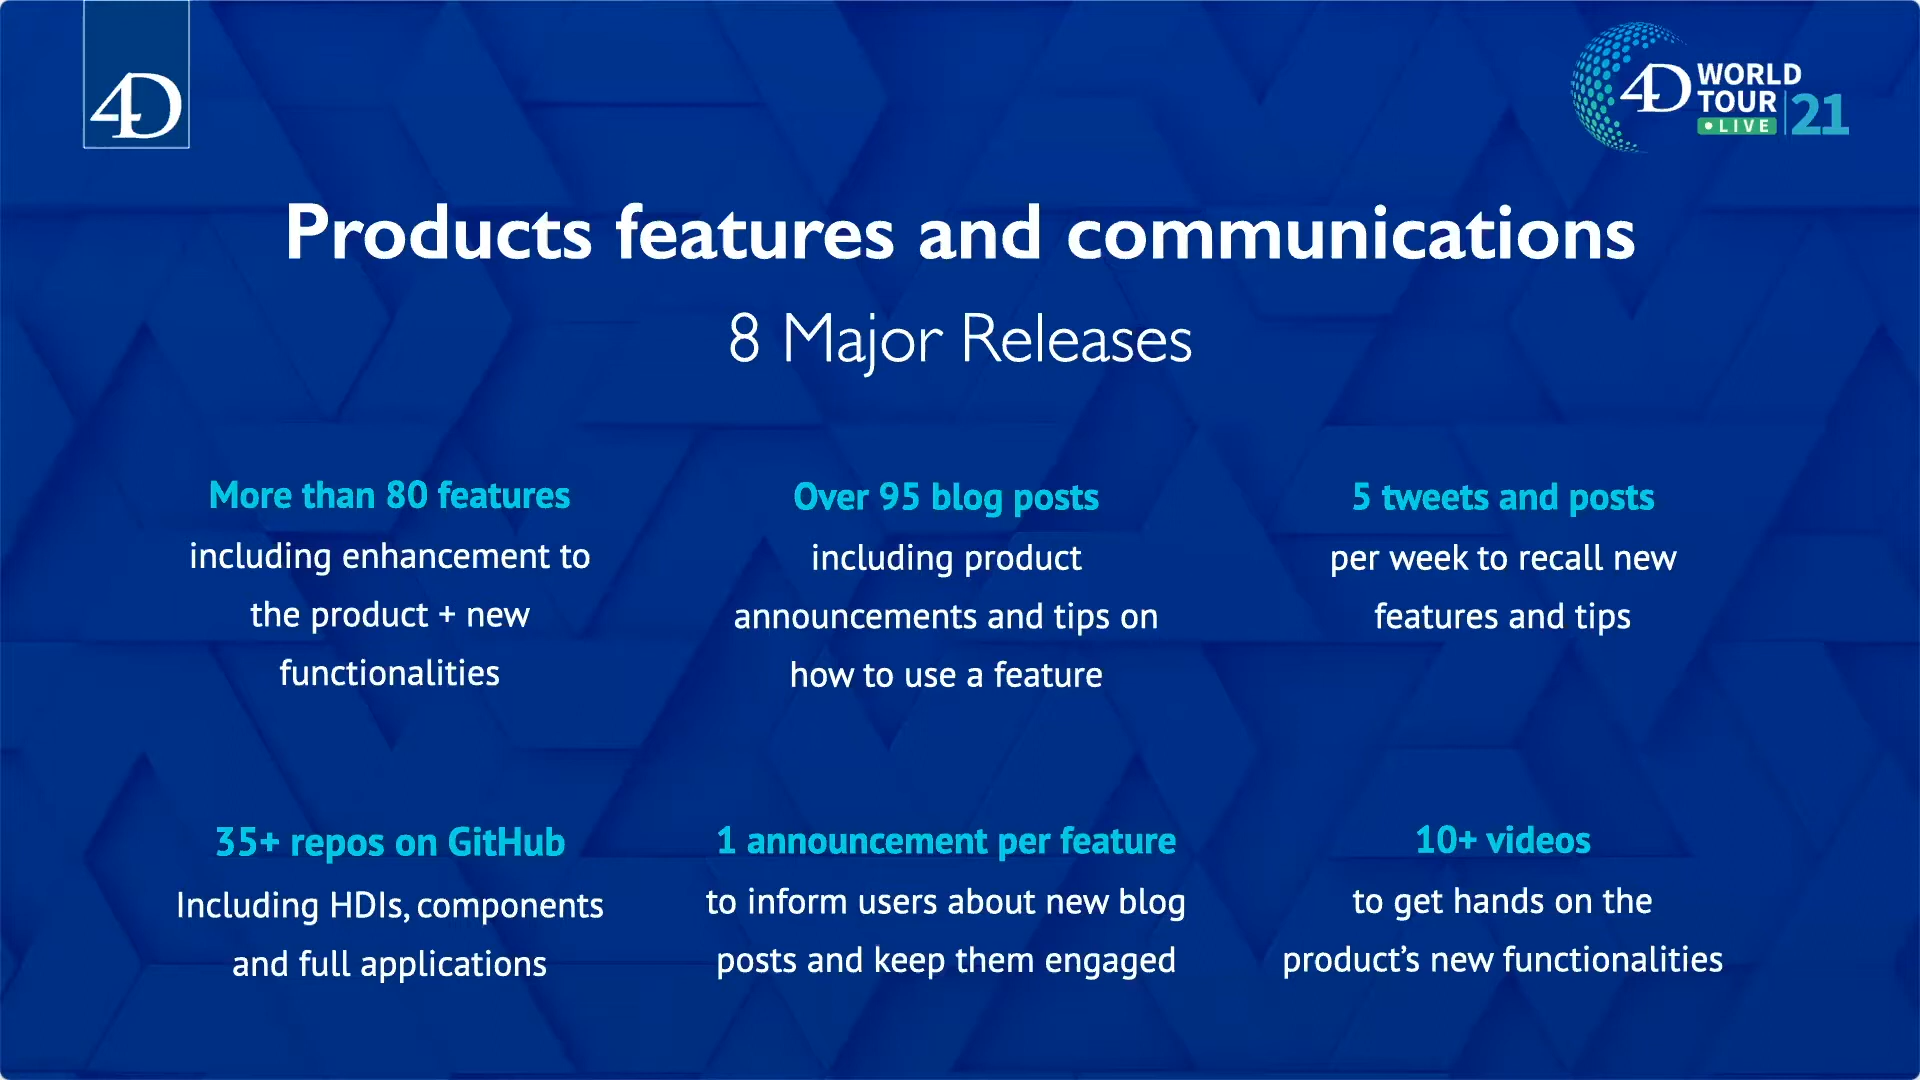 4D
4D WORLD
TOUR
LIVE
21
Products features and communications
8 Major Releases
More than 80 features
including enhancement to
the product + new
functionalities
Over 95 blog posts
including product
announcements and tips on
how to use a feature
5 tweets and posts
per week to recall new
features and tips
35+ repos on GitHub
Including HDIs, components
and full applications
1 announcement per feature
to inform users about new blog
posts and keep them engaged
10+ videos
to get hands on the
product’s new functionalities